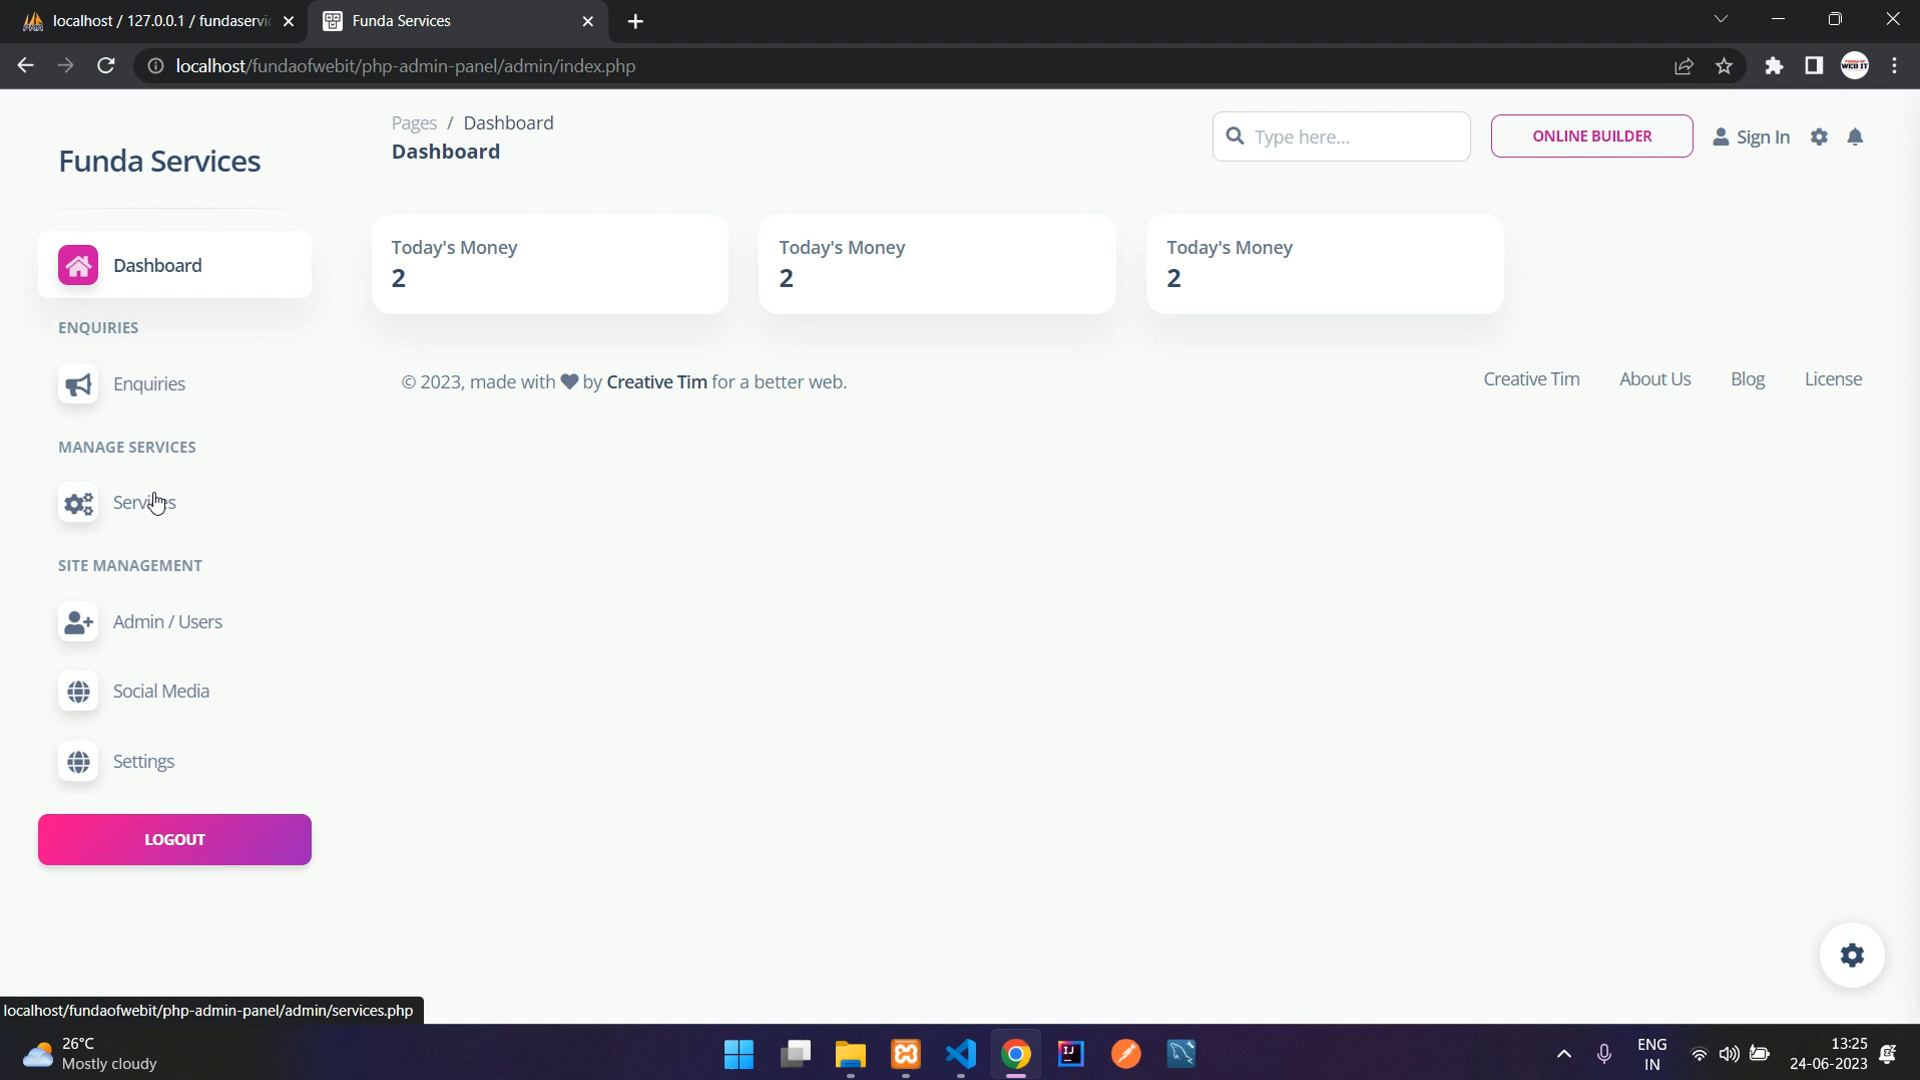 localhost / 127.0.0.1 / fundaservi
Funda Services
localhost/fundaofwebit/php-admin-panel/admin/index.php
WEB IT
Pages / Dashboard
Dashboard
Type here...
ONLINE BUILDER
Sign In
Funda Services
Dashboard
Today's Money
2
Today's Money
2
Today's Money
2
ENQUIRIES
Enquiries
© 2023, made with by Creative Tim for a better web.
Creative Tim
About Us
Blog
License
MANAGE SERVICES
Services
SITE MANAGEMENT
Admin / Users
Social Media
Settings
LOGOUT
localhost/fundaofwebit/php-admin-panel/admin/services.php
26°C
Mostly cloudy
IJ
ENG
IN
13:25
24-06-2023